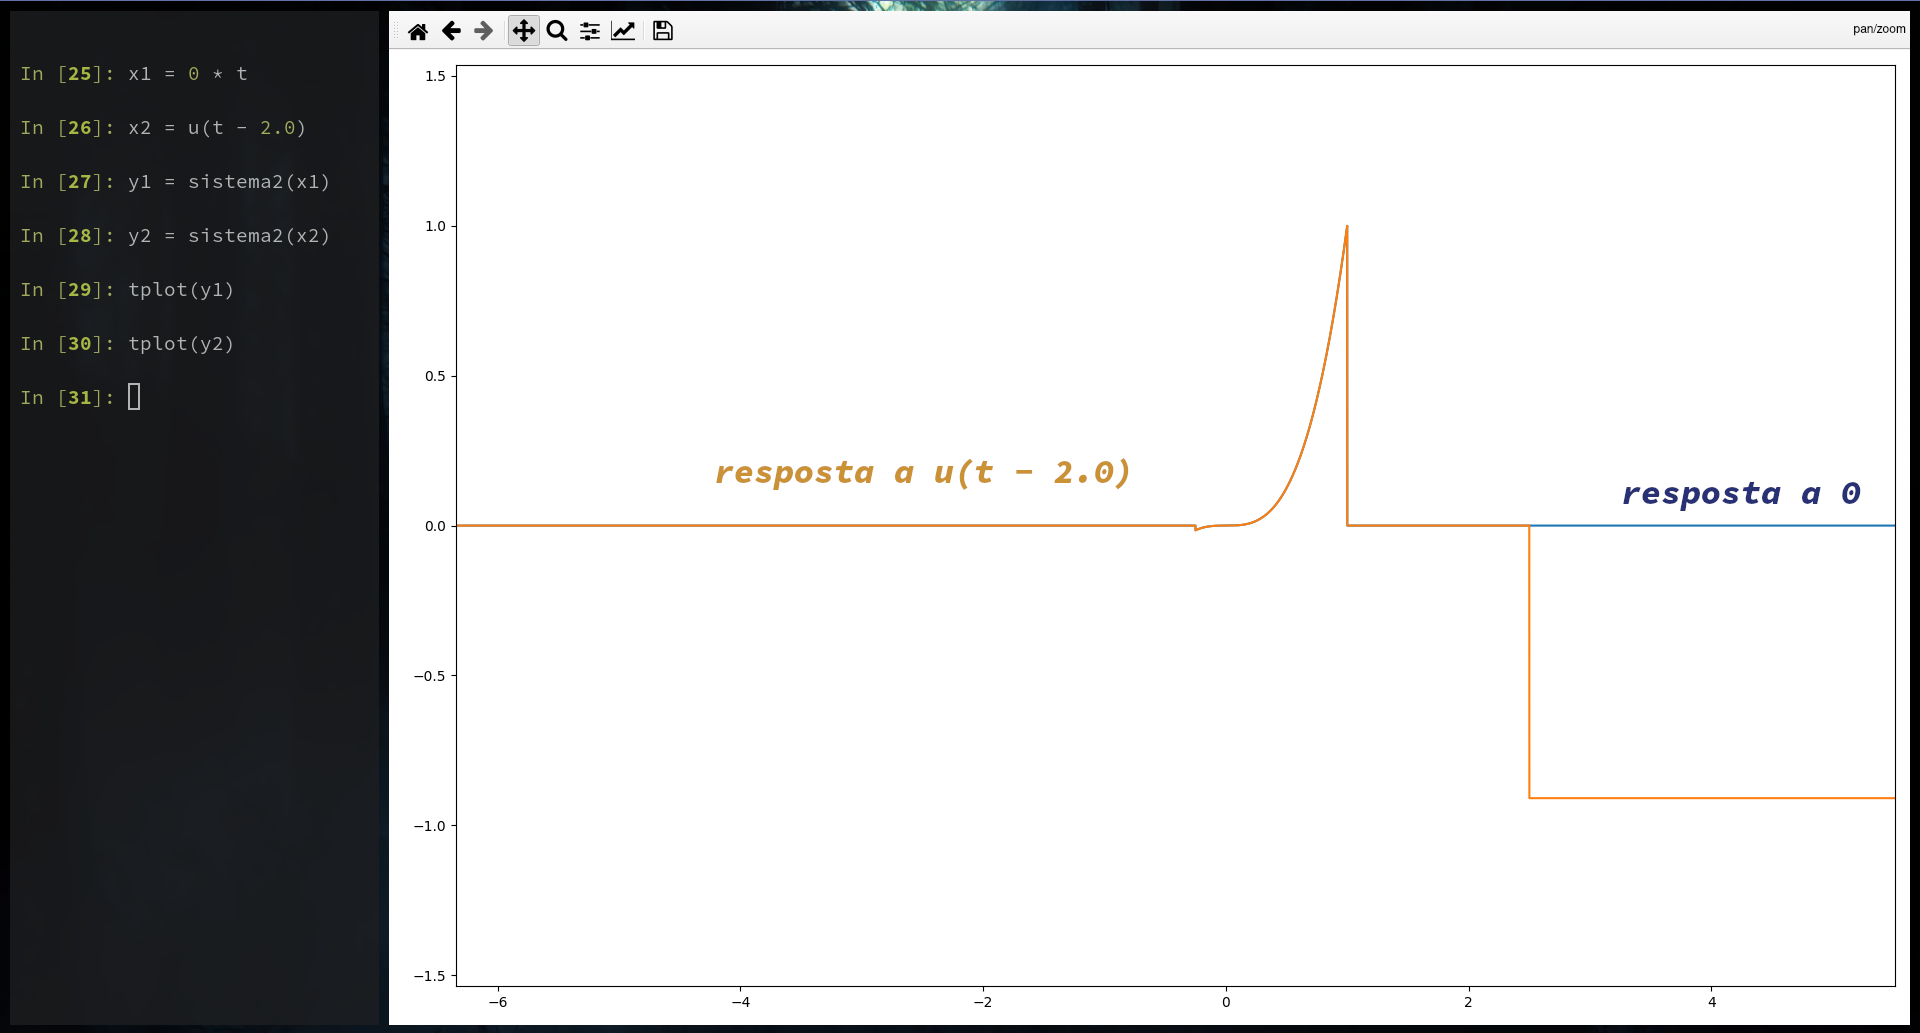 In [25]: x1 = 0 * t
In [26]: x2 = u(t - 2.0)
In [27]: y1 = sistema2(x1)
In [28]: y2 = sistema2(x2)
In [29]: tplot(y1)
In [30]: tplot(y2)
In [31]:
pan/zoom
1.5
1.0
0.5
resposta a u(t - 2.0)
resposta a 0
0.0
−0.5
−1.0
−1.5
−6 −4 −2 0 2 4